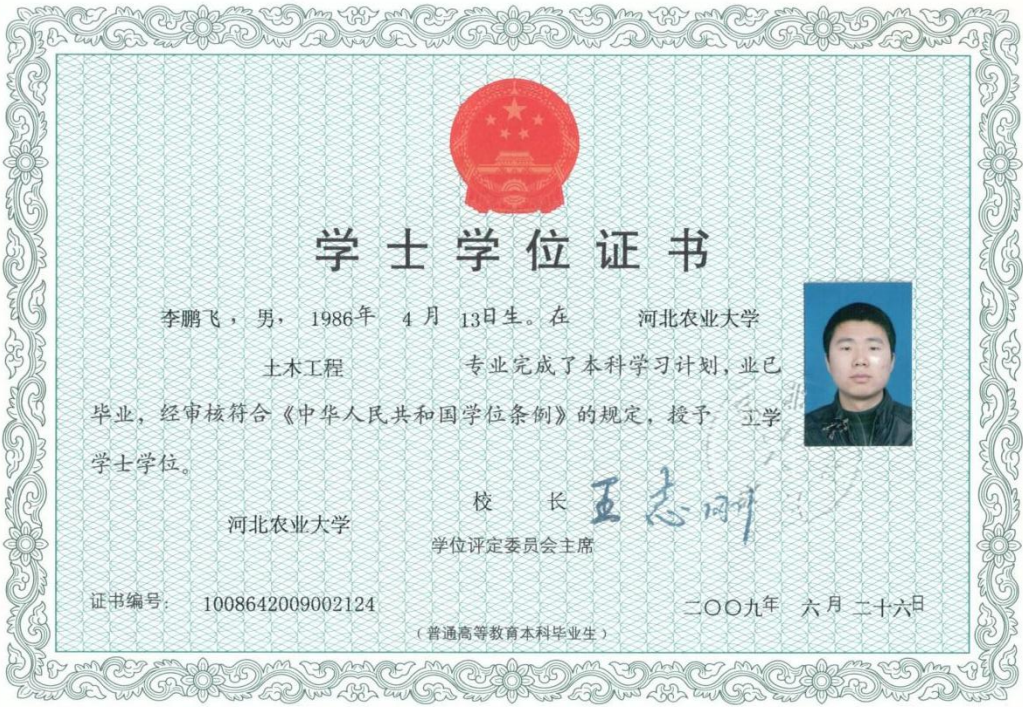 学士学位证书
李鹏飞，男，1986年 4月 13日生。在 河北农业大学
土木工程 专业完成了本科学习计划，业已
毕业，经审核符合《中华人民共和国学位条例》的规定，授予 工学
学士学位。
校 长 王志刚
河北农业大学
学位评定委员会主席
证书编号：1008642009002124
二〇〇九年 六月 二十六日
（普通高等教育本科毕业生）